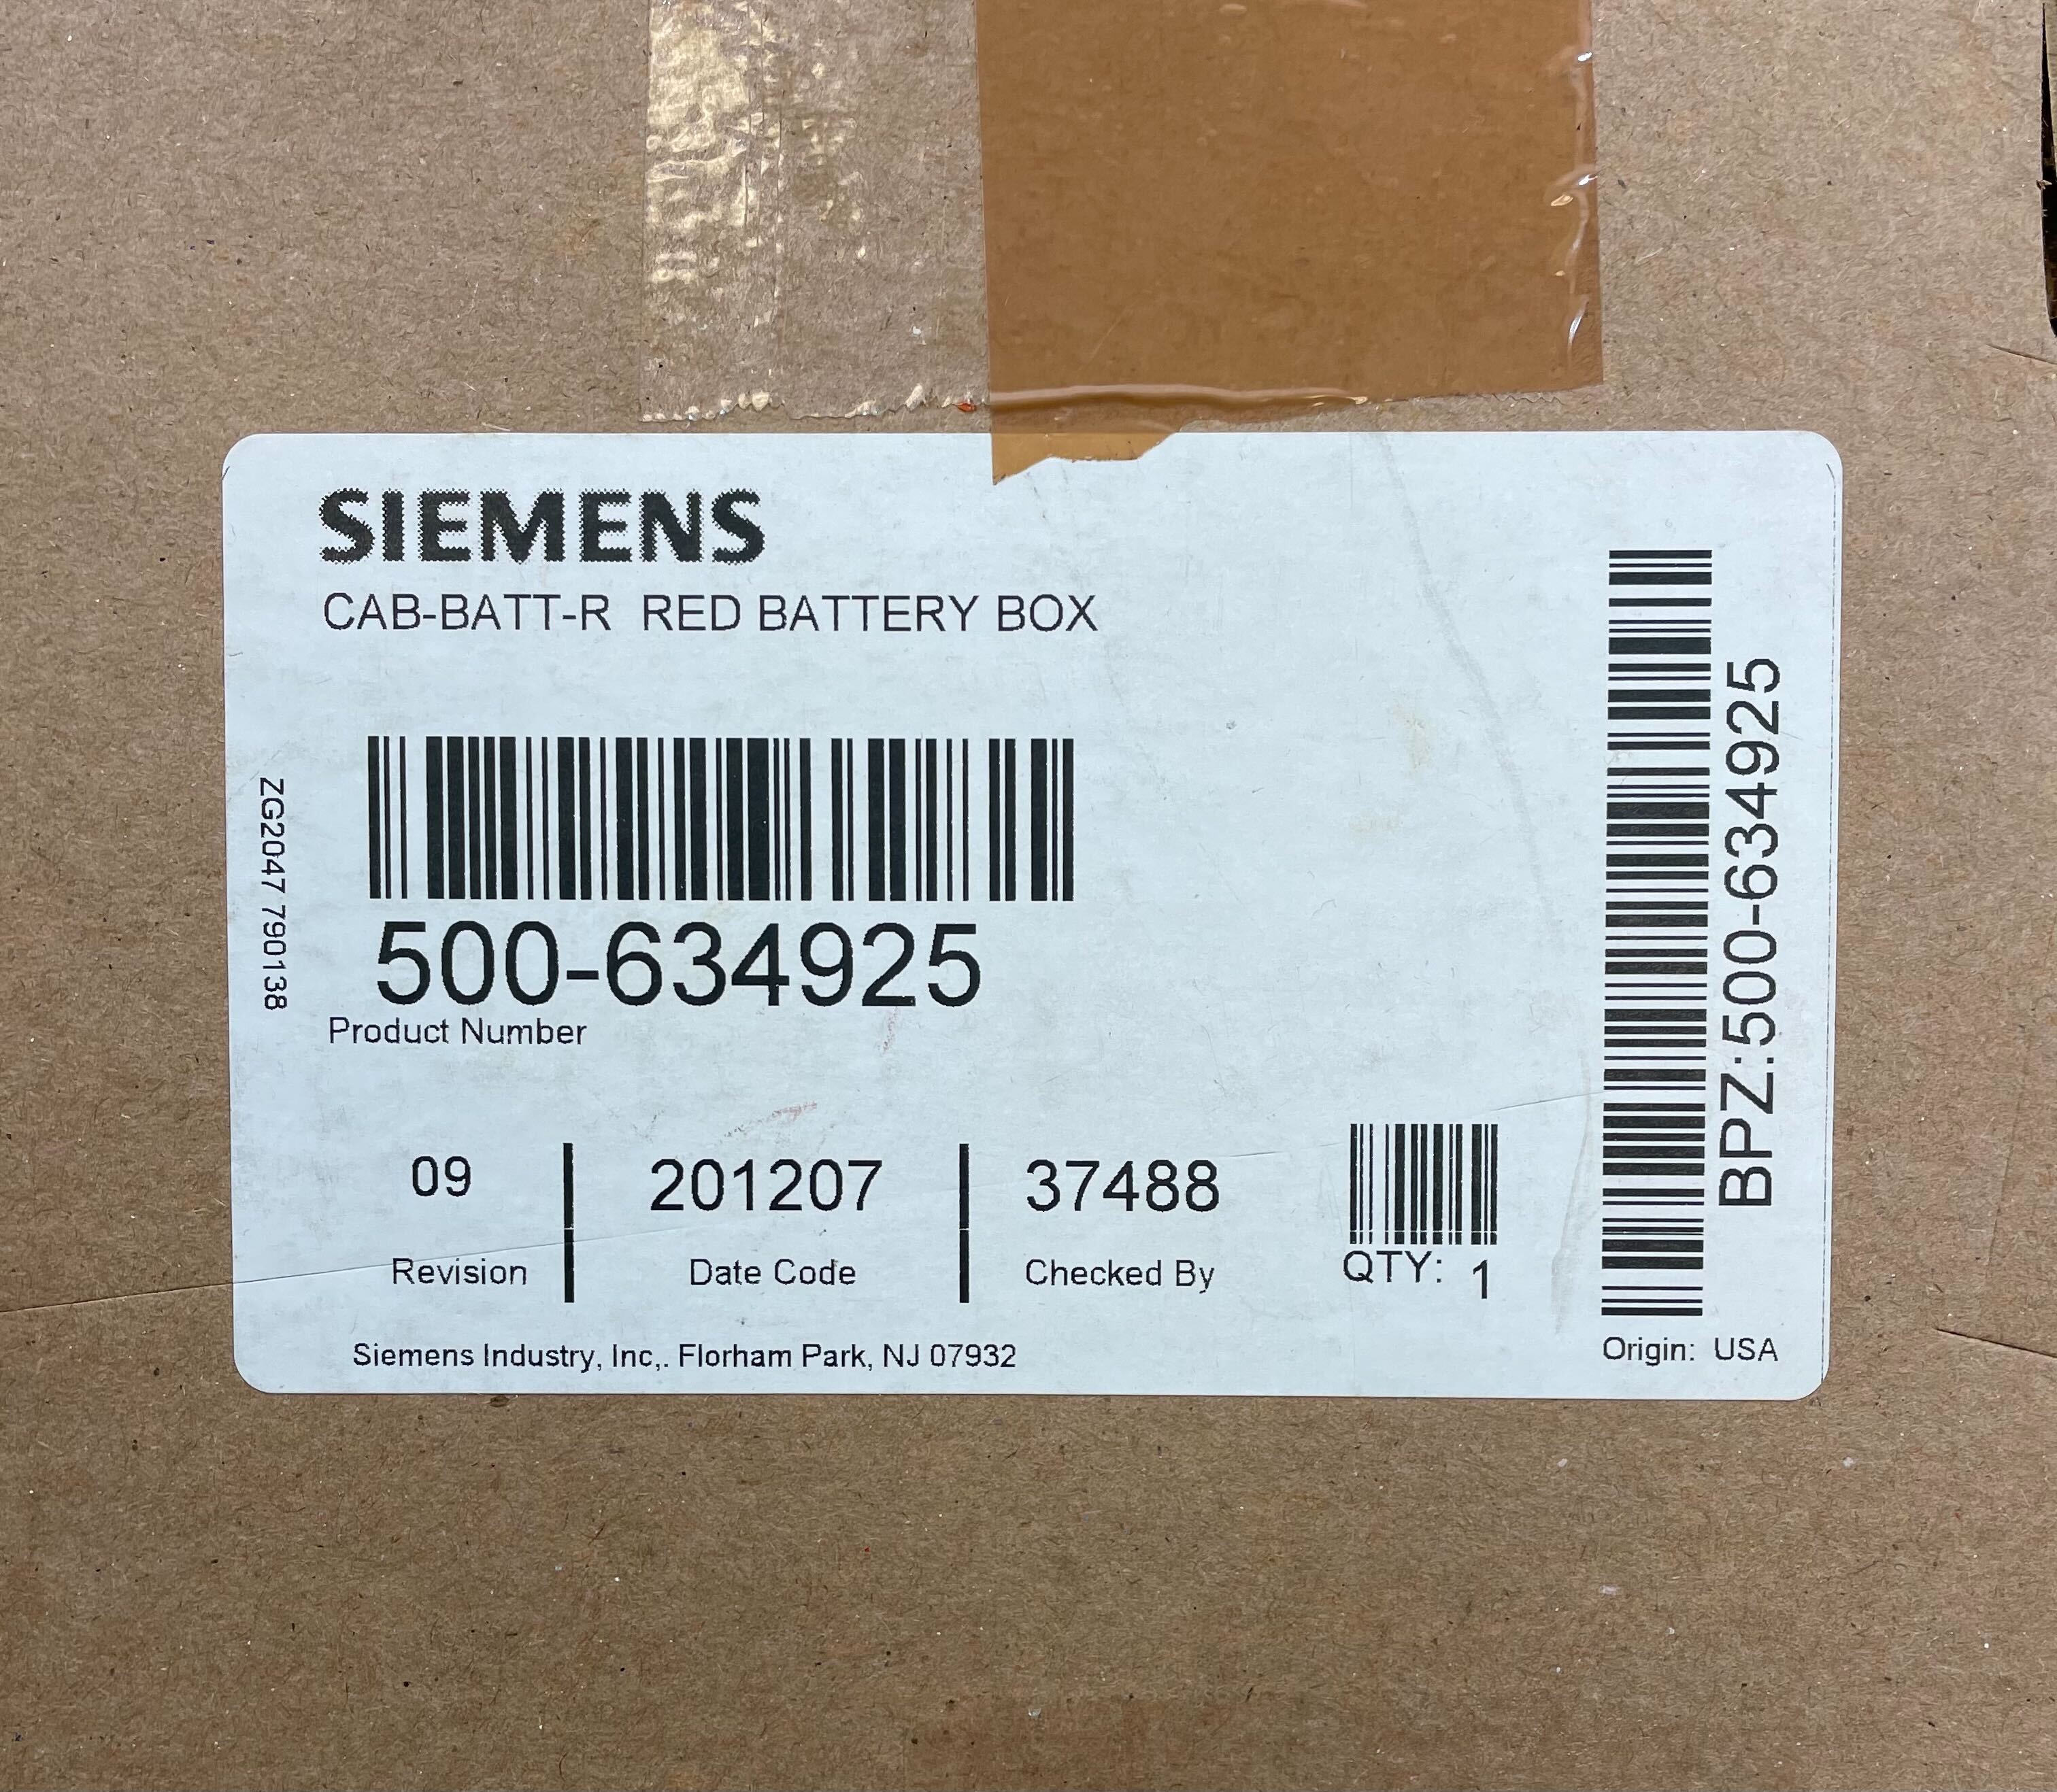 SIEMENS
CAB-BATT-R RED BATTERY BOX
ZG2047 790138
500-634925
Product Number
09
Revision
201207
Date Code
37488
Checked By
QTY: 1
BPZ:500-634925
Siemens Industry, Inc,. Florham Park, NJ 07932
Origin: USA